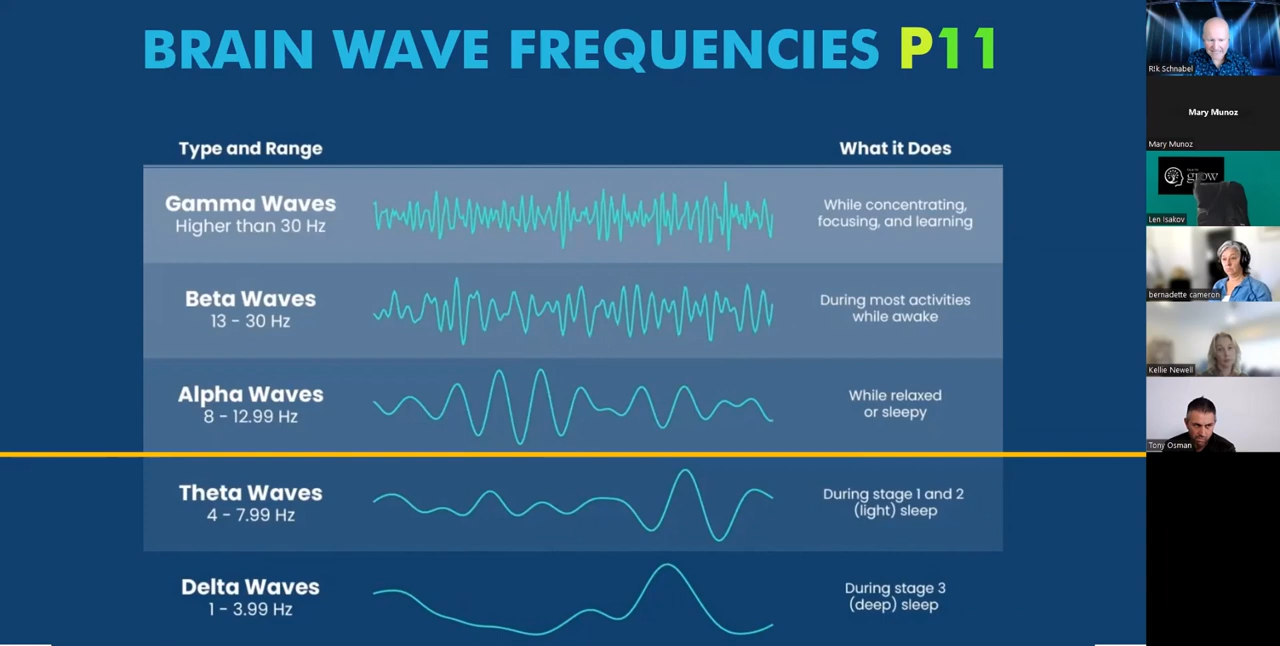 BRAIN WAVE FREQUENCIES P11
Type and Range
What it Does
Gamma Waves
Higher than 30 Hz
While concentrating,
focusing, and learning
Beta Waves
13 - 30 Hz
During most activities
while awake
Alpha Waves
8 - 12.99 Hz
While relaxed
or sleepy
Theta Waves
4 - 7.99 Hz
During stage 1 and 2
(light) sleep
Delta Waves
1 - 3.99 Hz
During stage 3
(deep) sleep
RIk Schnabel
Mary Munoz
Mary Munoz
grow
Len Isakov
bernadette cameron
Kellie Newell
Tony Osman